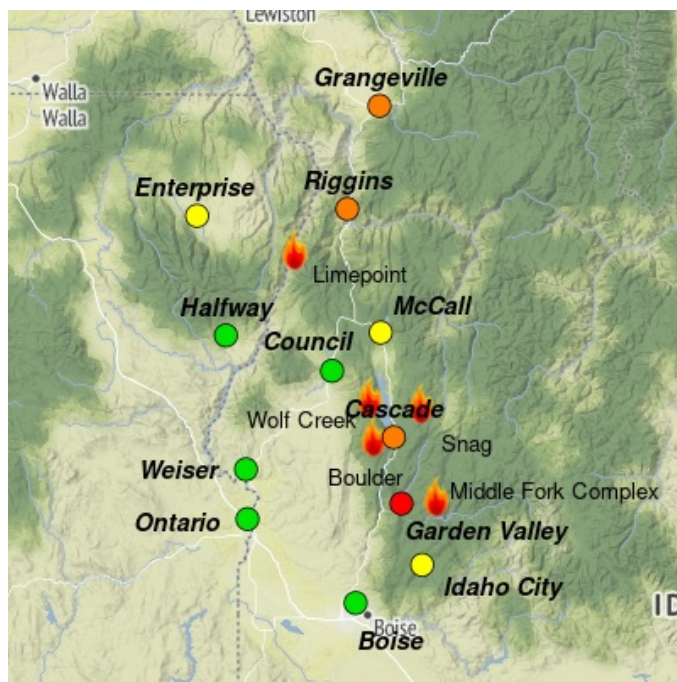 Lewiston
Grangeville
Walla
Walla
Enterprise
Riggins
Limepoint
Halfway
McCall
Council
Cascade
Wolf Creek
Snag
Weiser
Boulder
Middle Fork Complex
Ontario
Garden Valley
Idaho City
ID
Boise
Boise